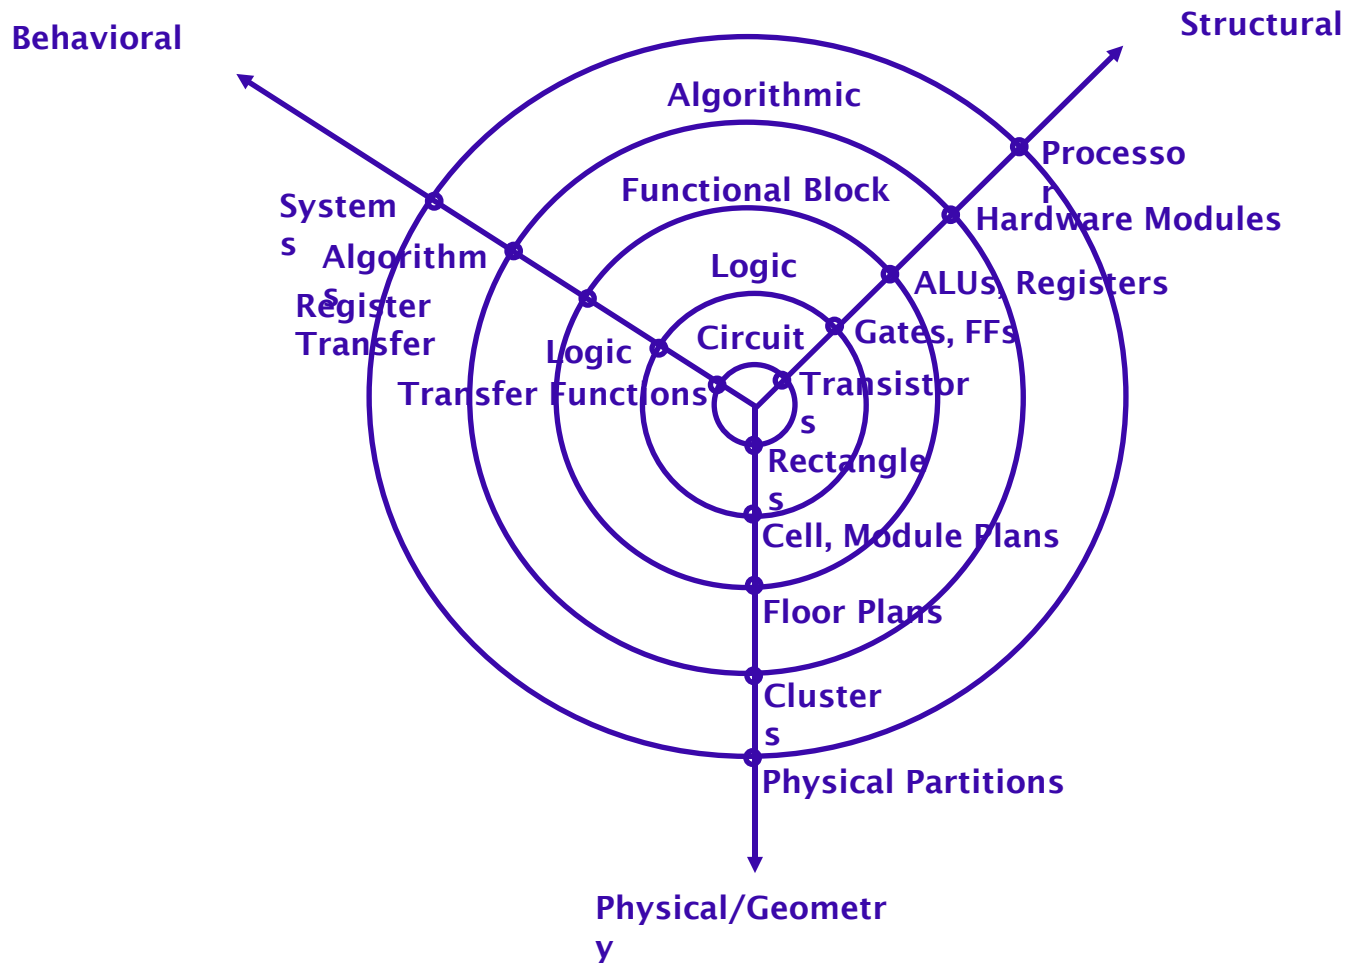 Behavioral
Structural
Algorithmic
Processo
r
Functional Block
System
s
Hardware Modules
Algorithm
s
Logic
ALUs, Registers
Register
Transfer
Circuit
Gates, FFs
Logic
Transfer Functions
Transistor
s
Rectangle
s
Cell, Module Plans
Floor Plans
Cluster
s
Physical Partitions
Physical/Geometr
y